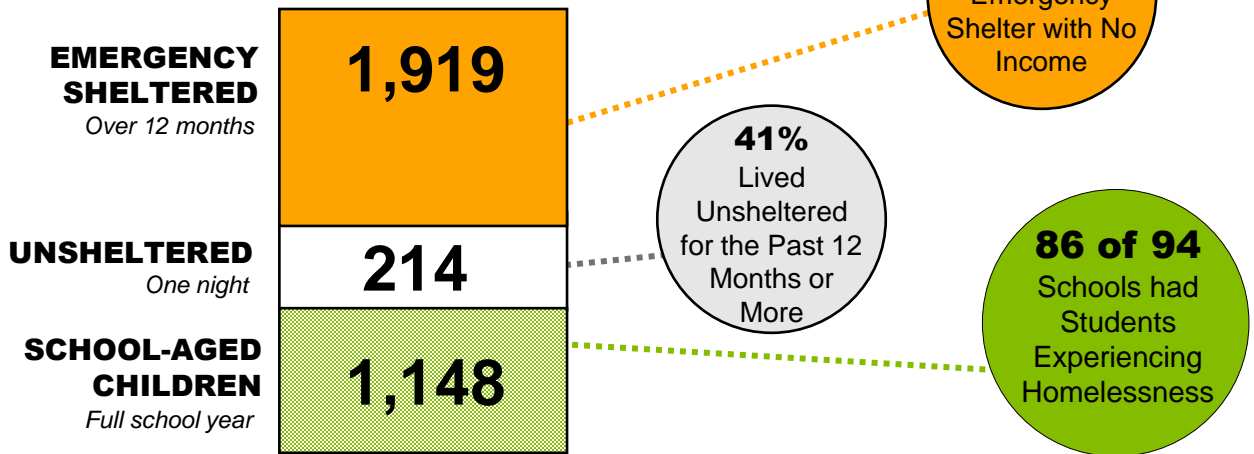 EMERGENCY
SHELTERED
Over 12 months
1,919
Emergency
Shelter with No
Income
41%
Lived
Unsheltered
for the Past 12
Months or
More
UNSHELTERED
One night
214
86 of 94
Schools had
Students
Experiencing
Homelessness
SCHOOL-AGED
CHILDREN
Full school year
1,148